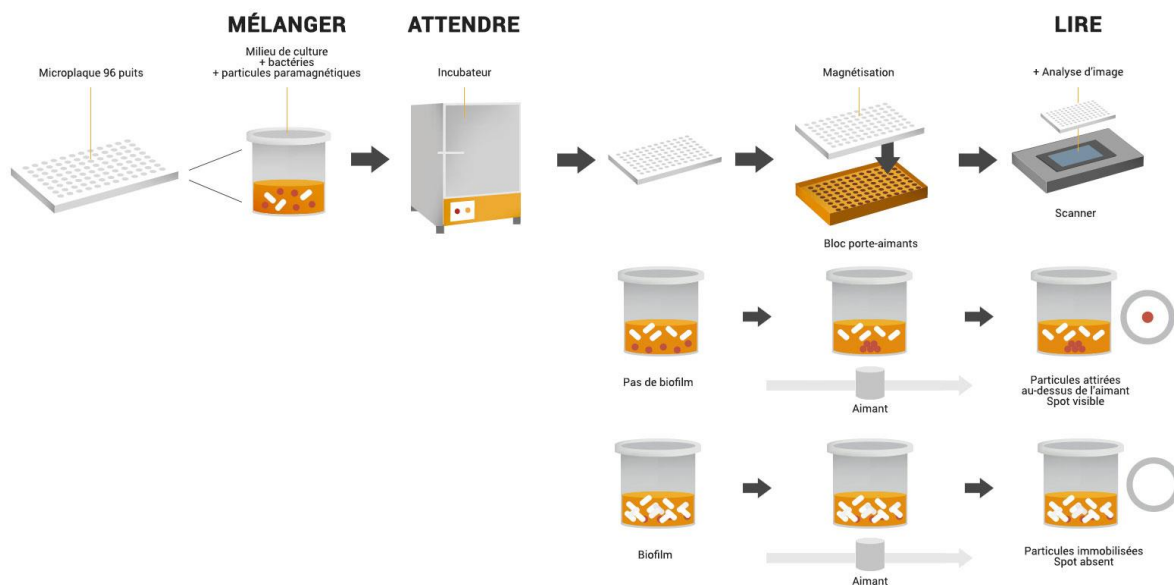 MÉLANGER
ATTENDRE
LIRE
Microplaque 96 puits
Milieu de culture
+ bactéries
+ particules paramagnétiques
Incubateur
Magnétisation
+ Analyse d'image
Bloc porte-aimants
Scanner
Pas de biofilm
Aimant
Particules attirées
au-dessus de l'aimant
Spot visible
Biofilm
Aimant
Particules immobilisées
Spot absent